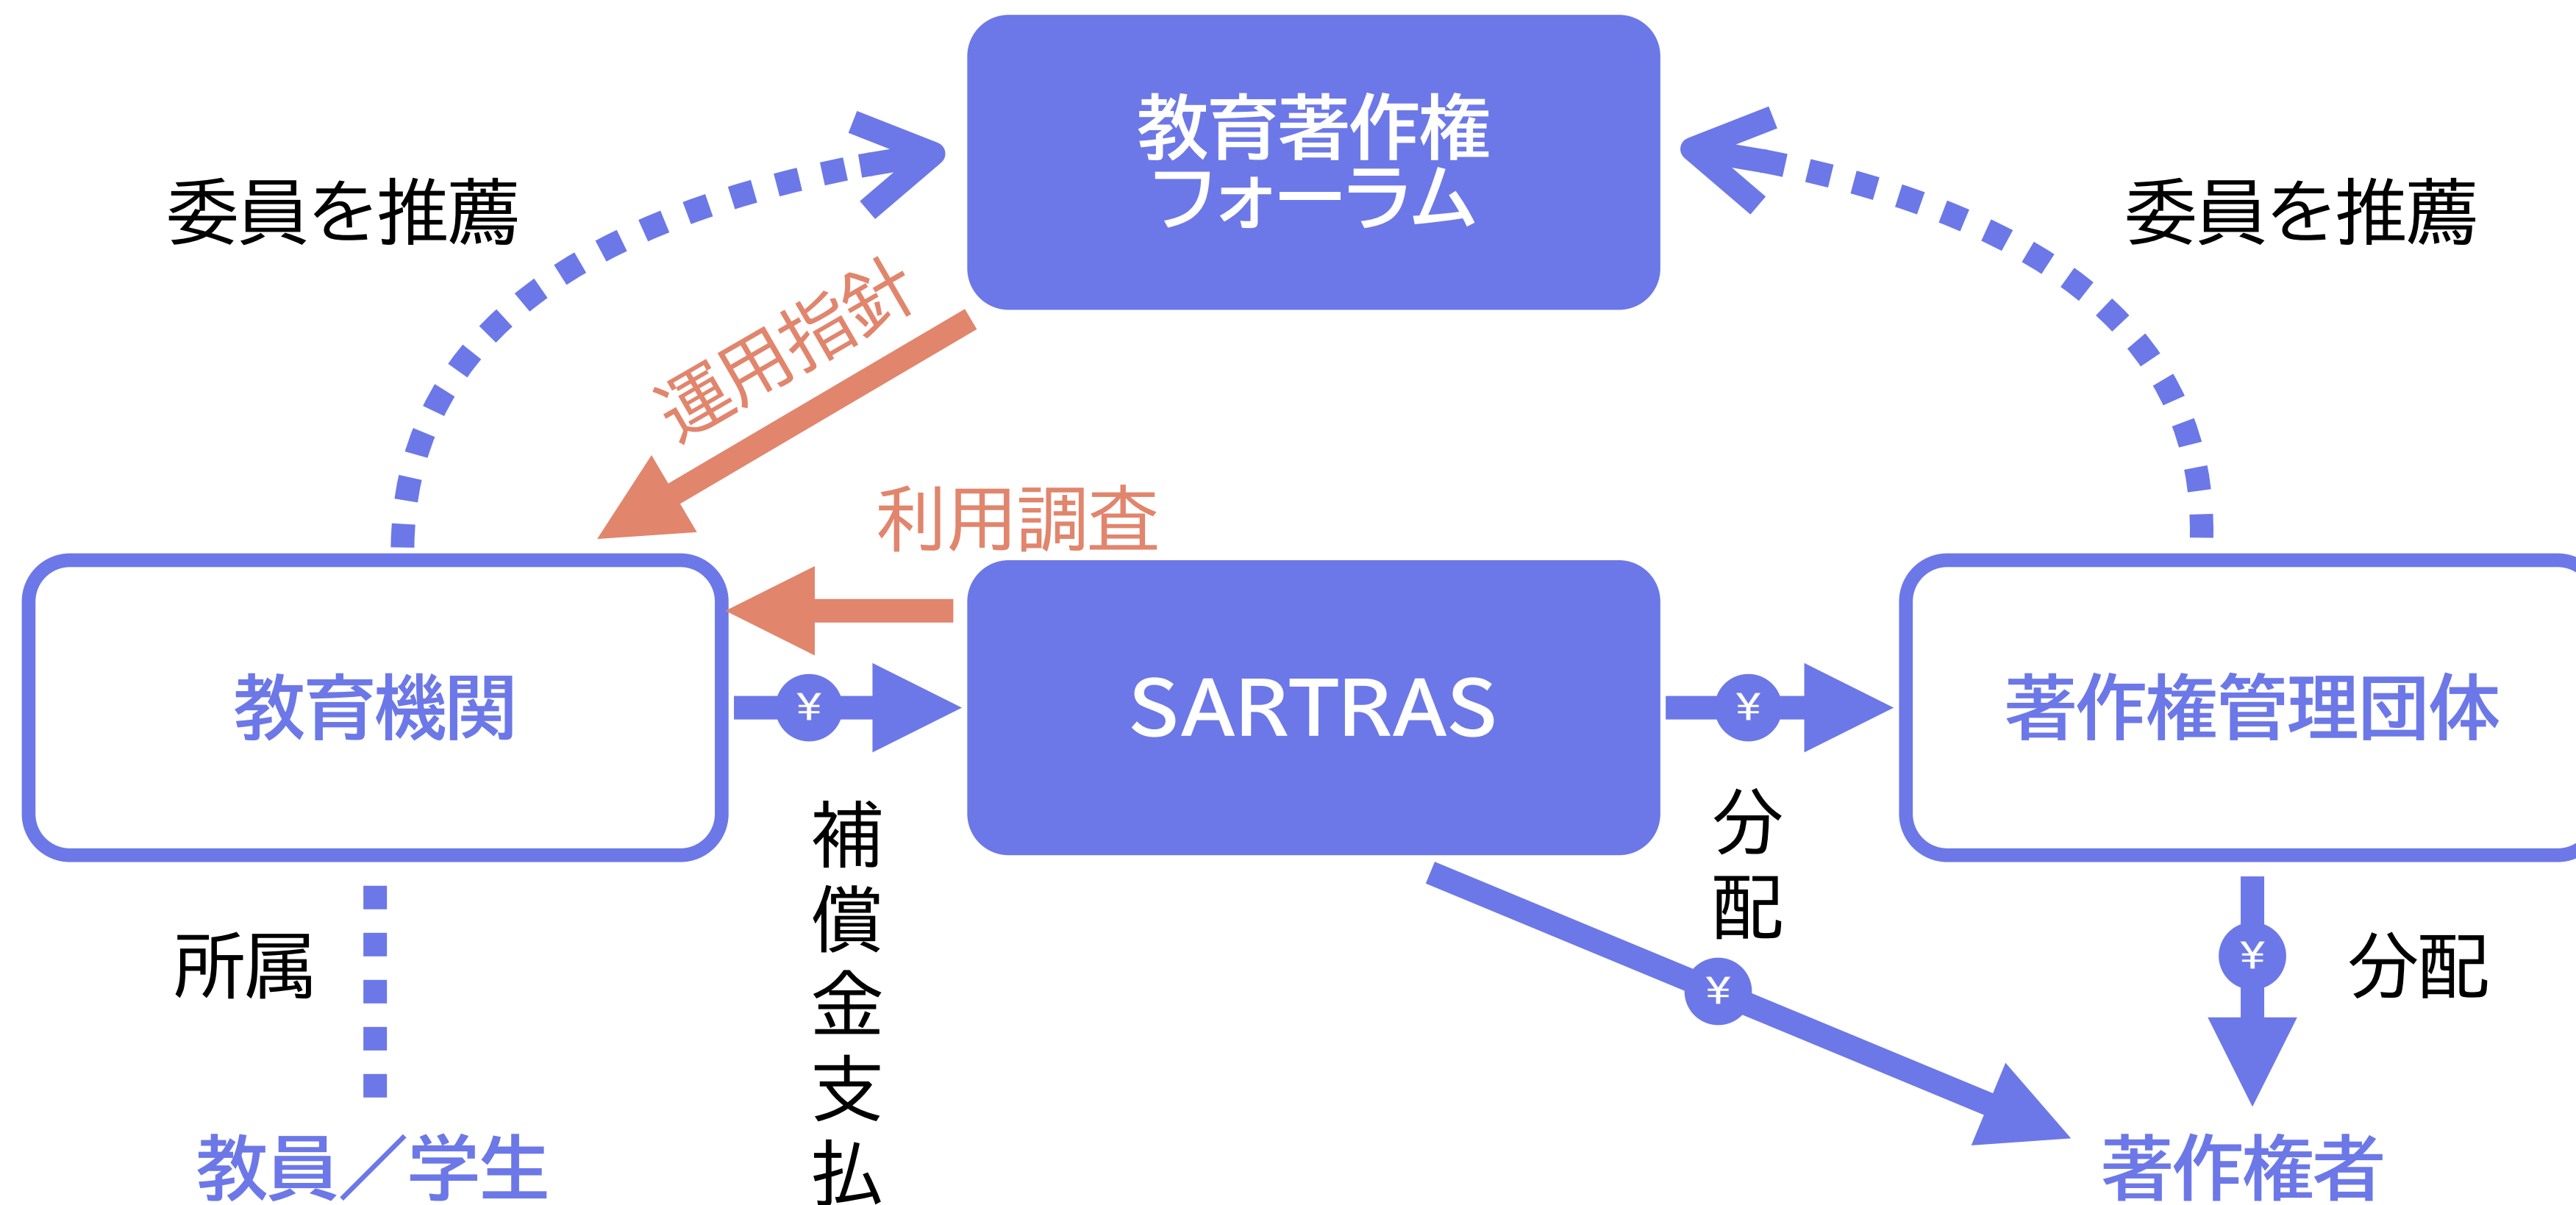 教育著作権
フォーラム
委員を推薦
委員を推薦
運用指針
利用調査
教育機関
¥
SARTRAS
¥
著作権管理団体
補償金支払
分配
所属
¥
¥
分配
教員／学生
著作権者